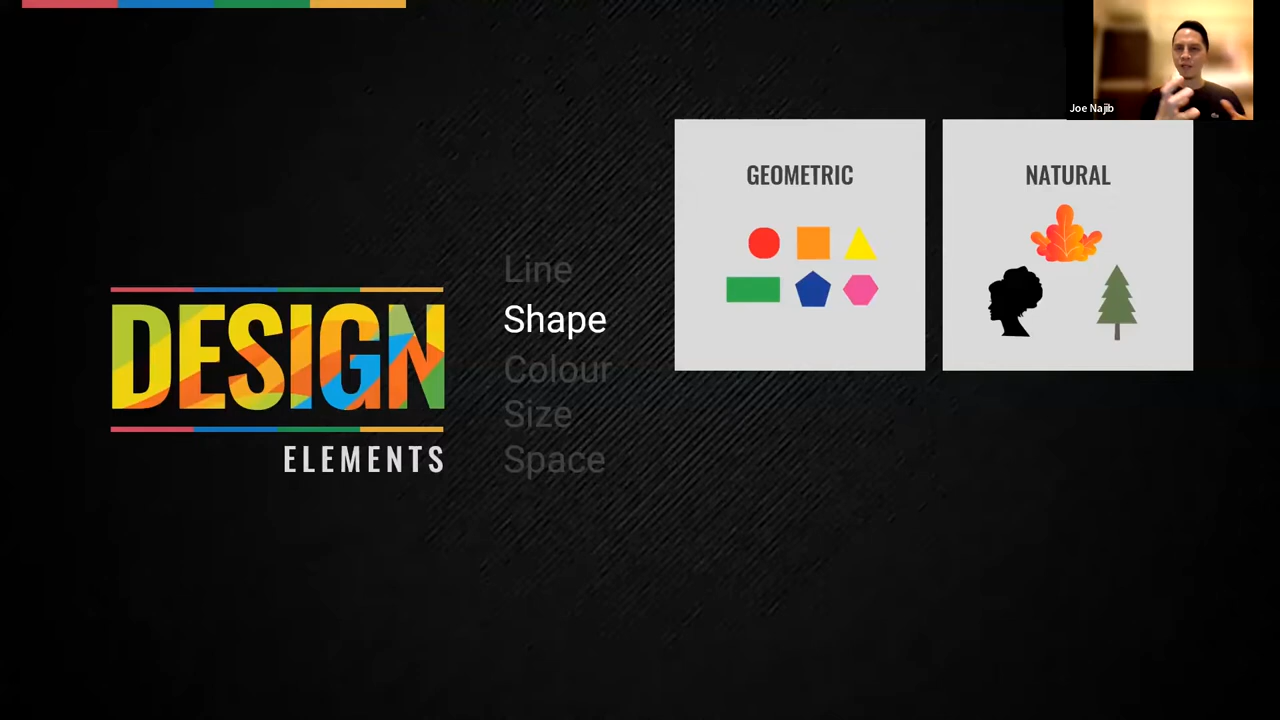 Joe Najib
GEOMETRIC
NATURAL
Line
Shape
Colour
Size
Space
DESIGN
ELEMENTS